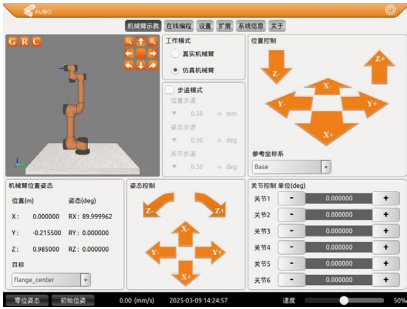 AUBO
机械臂示教 在线编程 设置 扩展 系统信息 关于
G R C
工作模式
真实机械臂
仿真机械臂
步进模式
位置步进
0.50 mm
姿态步进
0.50 deg
关节步进
0.50 deg
位置控制
Z-
Z+
X-
Y-
Y+
X+
参考坐标系
Base
机械臂位置姿态
位置(m) 姿态(deg)
X: 0.000000 RX: 89.999962
Y: -0.215500 RY: 0.000000
Z: 0.985000 RZ: 0.000000
目标
flange_center
姿态控制
Z-
Z+
X-
Y-
Y+
X+
关节控制 单位(deg)
关节1 - 0.000000 +
关节2 - 0.000000 +
关节3 - 0.000000 +
关节4 - 0.000000 +
关节5 - 0.000000 +
关节6 - 0.000000 +
零位姿态 初始位姿 0.00 (mm/s) 2025-03-09 14:24:57 速度 50%